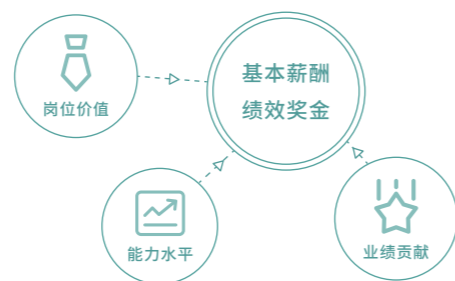 岗位价值
基本薪酬
绩效奖金
能力水平
业绩贡献